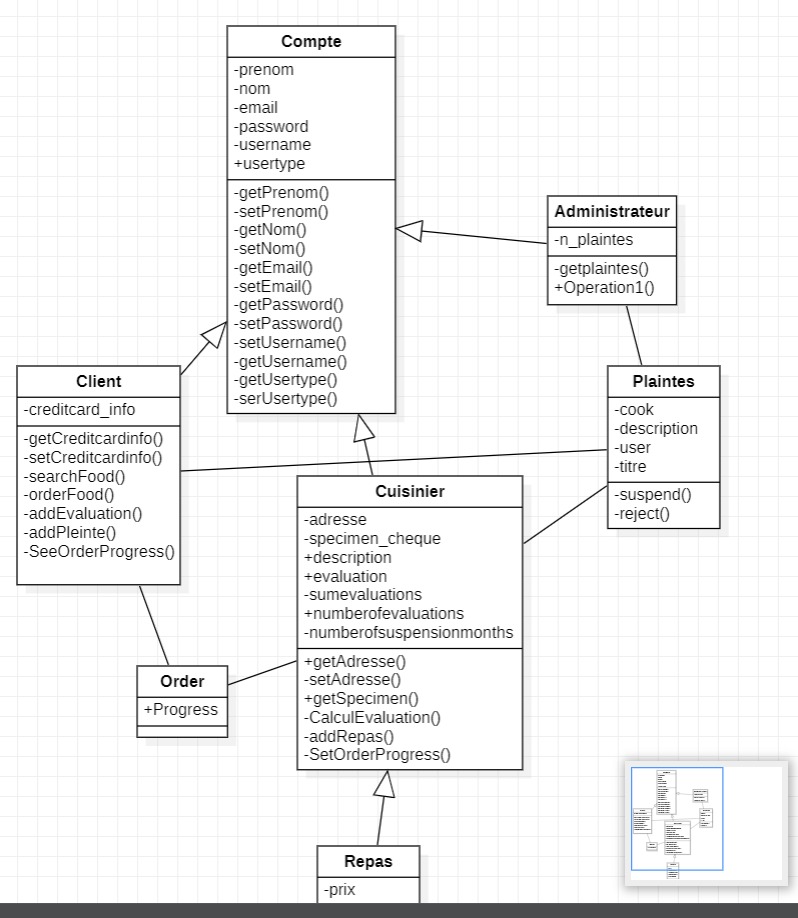 Compte
-prenom
-nom
-email
-password
-username
+usertype
-getPrenom()
-setPrenom()
-getNom()
-setNom()
-getEmail()
-setEmail()
-getPassword()
-setPassword()
-setUsername()
-getUsername()
-getUsertype()
-serUsertype()
Administrateur
-n_plaintes
-getplaintes()
+Operation1()
Client
-creditcard_info
-getCreditcardinfo()
-setCreditcardinfo()
-searchFood()
-orderFood()
-addEvaluation()
-addPleinte()
-SeeOrderProgress()
Plaintes
-cook
-description
-user
-titre
-suspend()
-reject()
Cuisinier
-adresse
-specimen_cheque
+description
+evaluation
-sumevaluations
+numberofevaluations
-numberofsuspensionmonths
+getAdresse()
-setAdresse()
+getSpecimen()
-CalculEvaluation()
-addRepas()
-SetOrderProgress()
Order
+Progress
Repas
-prix